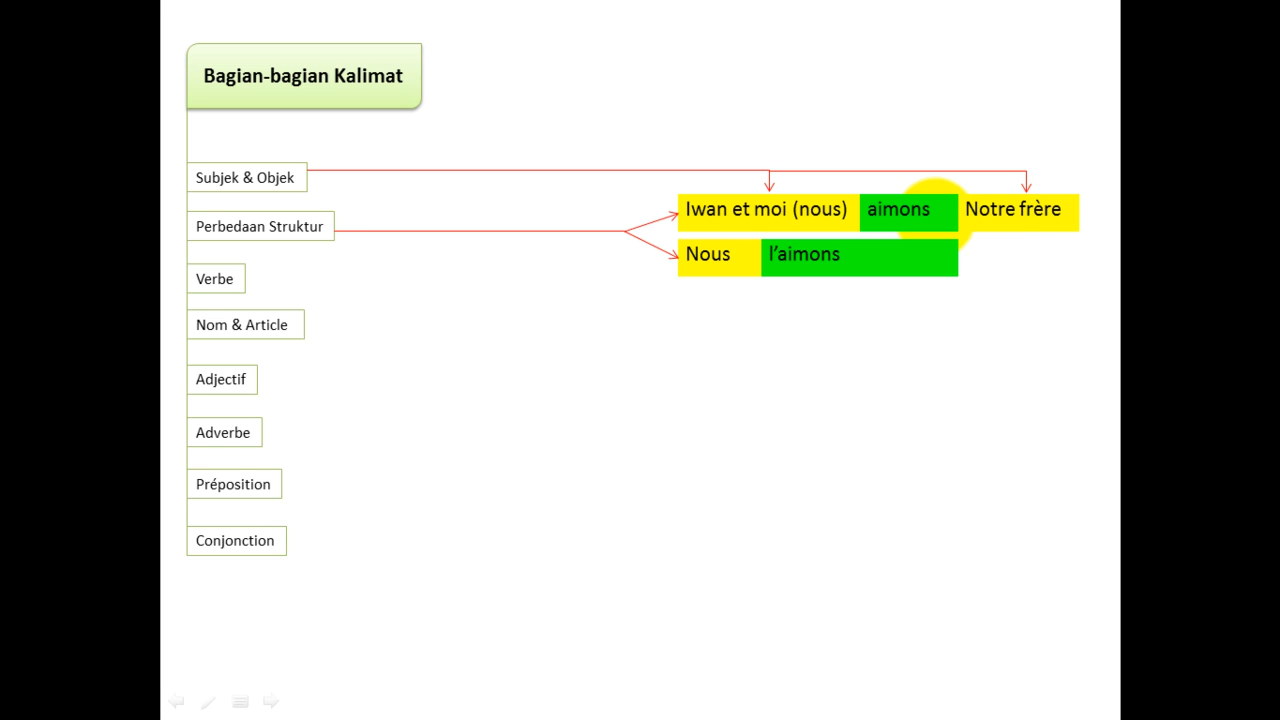 Bagian-bagian Kalimat
Subjek & Objek
Perbedaan Struktur
Iwan et moi (nous) aimons Notre frère
Nous l’aimons
Verbe
Nom & Article
Adjectif
Adverbe
Préposition
Conjonction